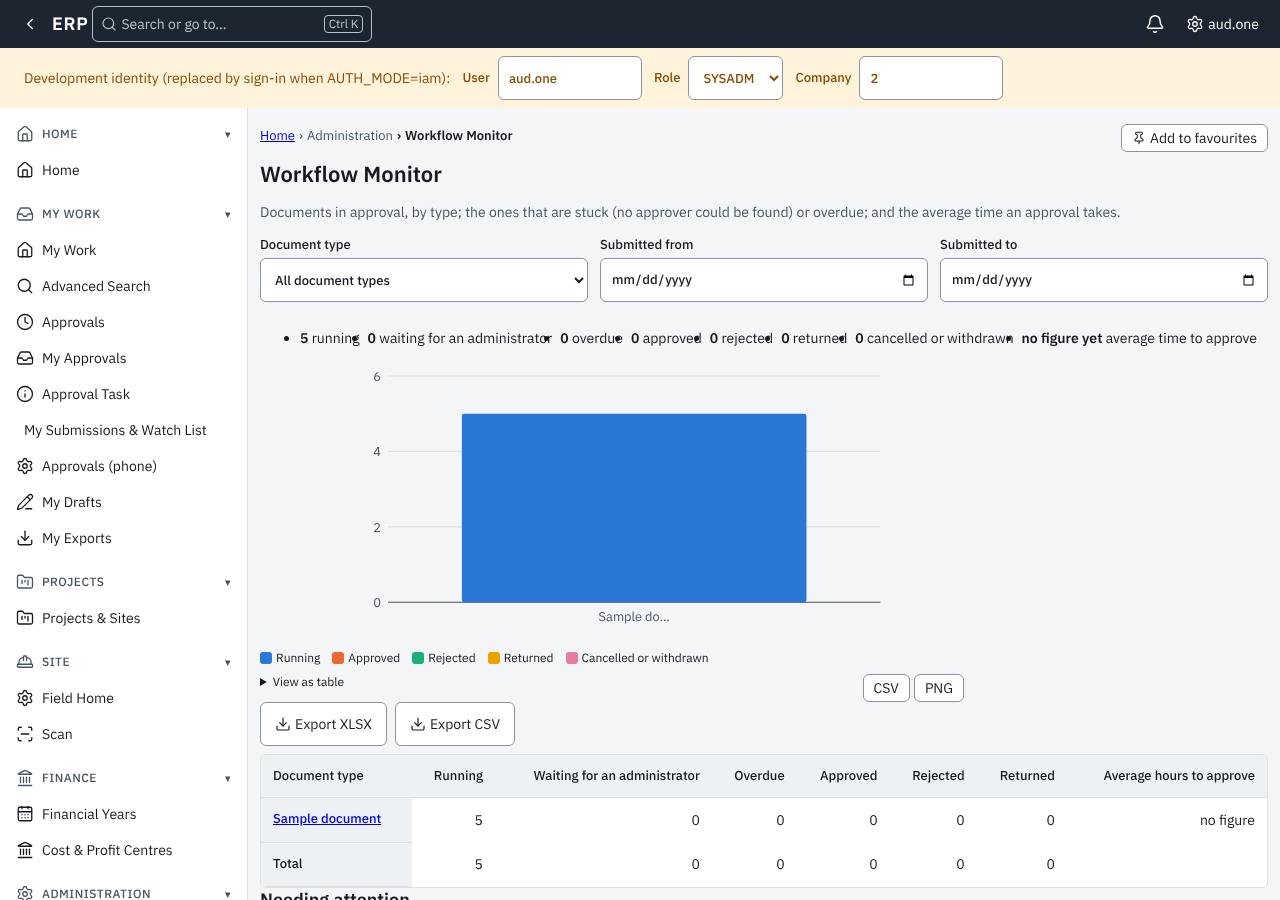 ERP
Search or go to...
Ctrl K
aud.one
Development identity (replaced by sign-in when AUTH_MODE=iam):
User
aud.one
Role
SYSADM
Company
2
HOME
Home
MY WORK
My Work
Advanced Search
Approvals
My Approvals
Approval Task
My Submissions & Watch List
Approvals (phone)
My Drafts
My Exports
PROJECTS
Projects & Sites
SITE
Field Home
Scan
FINANCE
Financial Years
Cost & Profit Centres
ADMINISTRATION
Home › Administration › Workflow Monitor
Add to favourites
Workflow Monitor
Documents in approval, by type; the ones that are stuck (no approver could be found) or overdue; and the average time an approval takes.
Document type
Submitted from
Submitted to
All document types
mm/dd/yyyy
mm/dd/yyyy
5 running
0 waiting for an administrator
0 overdue
0 approved
0 rejected
0 returned
0 cancelled or withdrawn
no figure yet average time to approve
6
4
2
0
Sample do...
Running
Approved
Rejected
Returned
Cancelled or withdrawn
View as table
CSV
PNG
Export XLSX
Export CSV
Document type Running Waiting for an administrator Overdue Approved Rejected Returned Average hours to approve
Sample document 5 0 0 0 0 0 no figure
Total 5 0 0 0 0 0
Needing attention